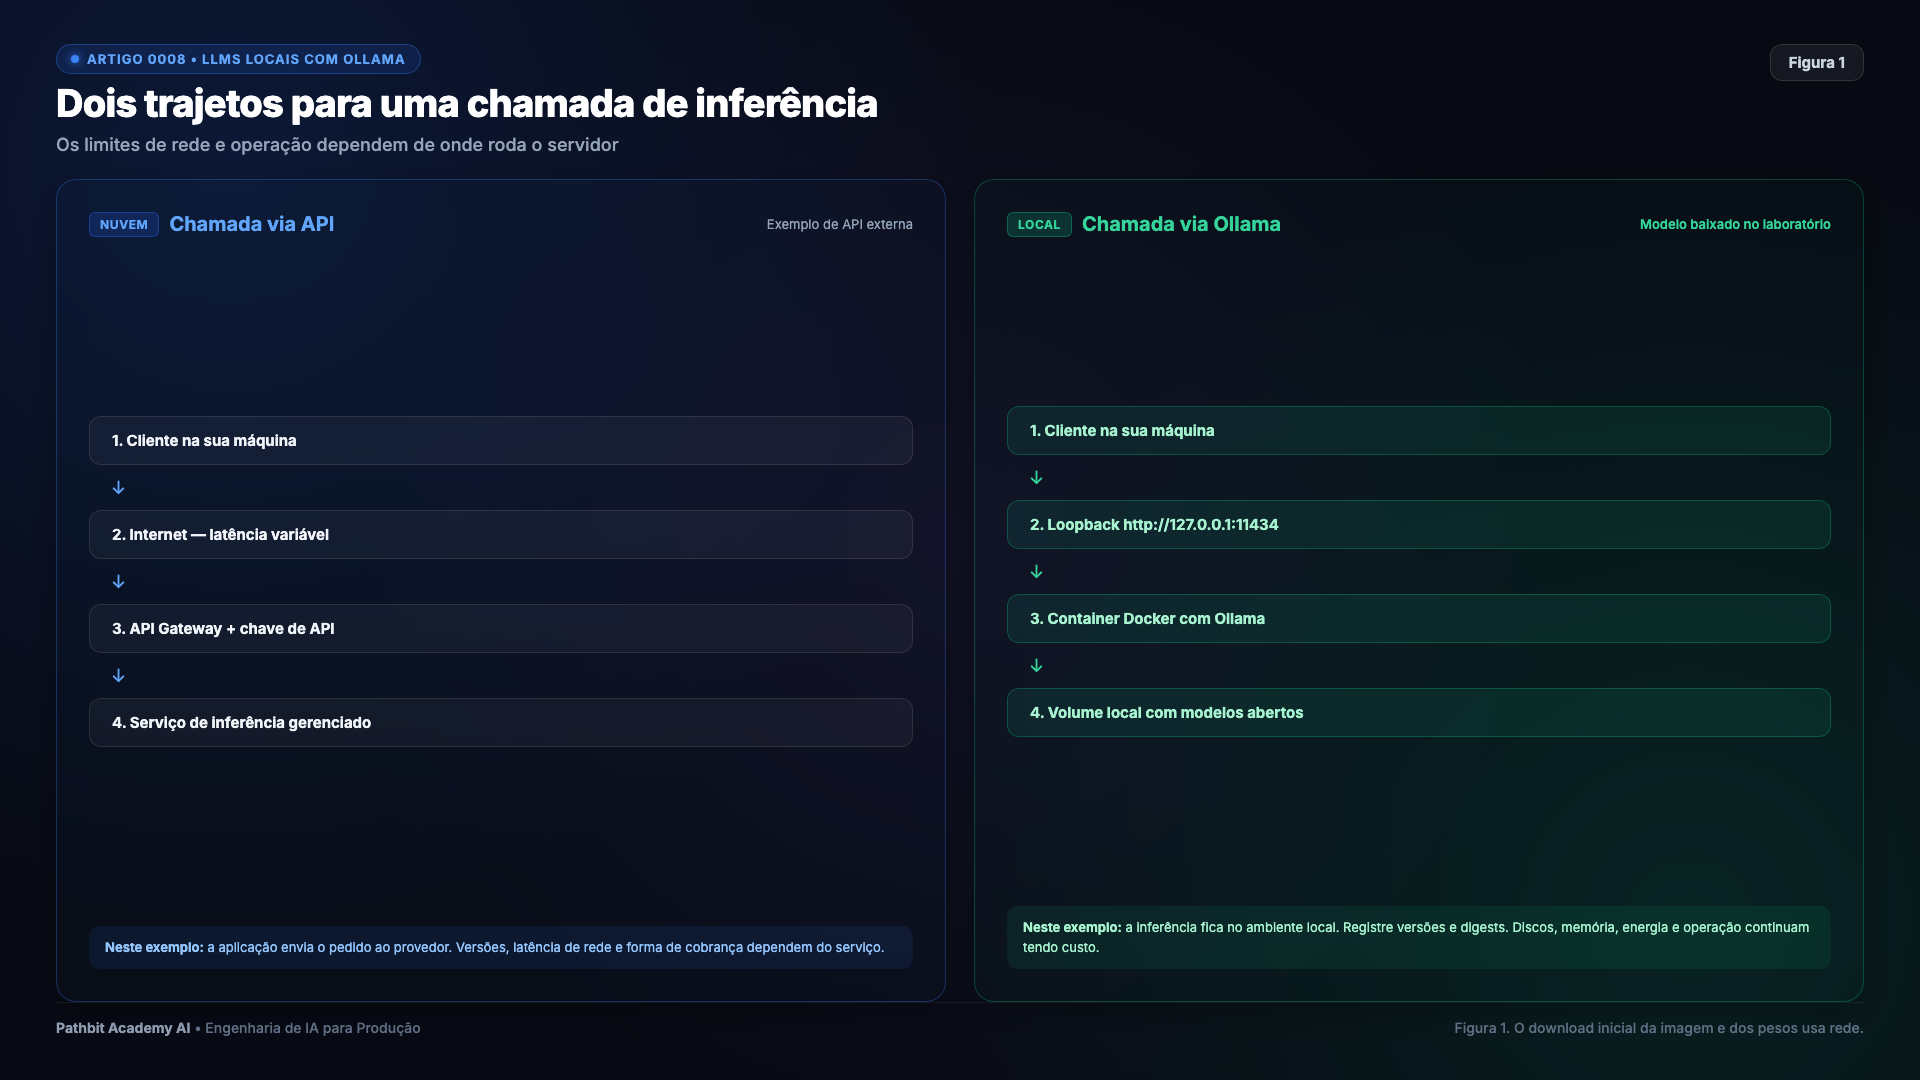 ARTIGO 0008 • LLMS LOCAIS COM OLLAMA
Figura 1
Dois trajetos para uma chamada de inferência
Os limites de rede e operação dependem de onde roda o servidor
NUVEM Chamada via API
Exemplo de API externa
1. Cliente na sua máquina
↓
2. Internet — latência variável
↓
3. API Gateway + chave de API
↓
4. Serviço de inferência gerenciado
Neste exemplo: a aplicação envia o pedido ao provedor. Versões, latência de rede e forma de cobrança dependem do serviço.
LOCAL Chamada via Ollama
Modelo baixado no laboratório
1. Cliente na sua máquina
↓
2. Loopback http://127.0.0.1:11434
↓
3. Container Docker com Ollama
↓
4. Volume local com modelos abertos
Neste exemplo: a inferência fica no ambiente local. Registre versões e digests. Discos, memória, energia e operação continuam
tendo custo.
Pathbit Academy AI • Engenharia de IA para Produção
Figura 1. O download inicial da imagem e dos pesos usa rede.